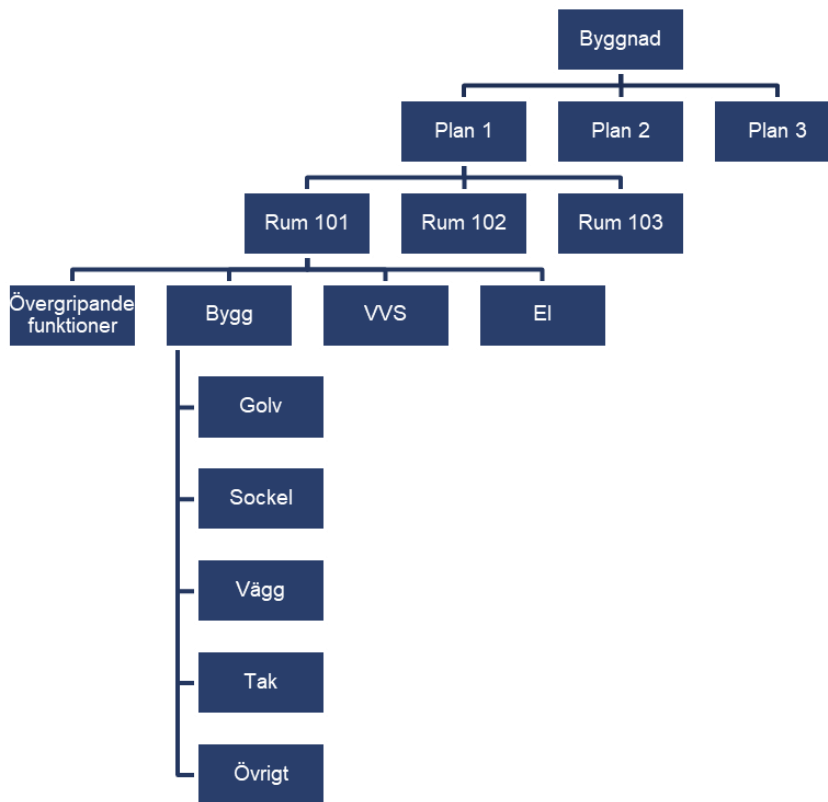 Byggnad
Plan 1
Plan 2
Plan 3
Rum 101
Rum 102
Rum 103
Övergripande
funktioner
Bygg
VVS
El
Golv
Sockel
Vägg
Tak
Övrigt